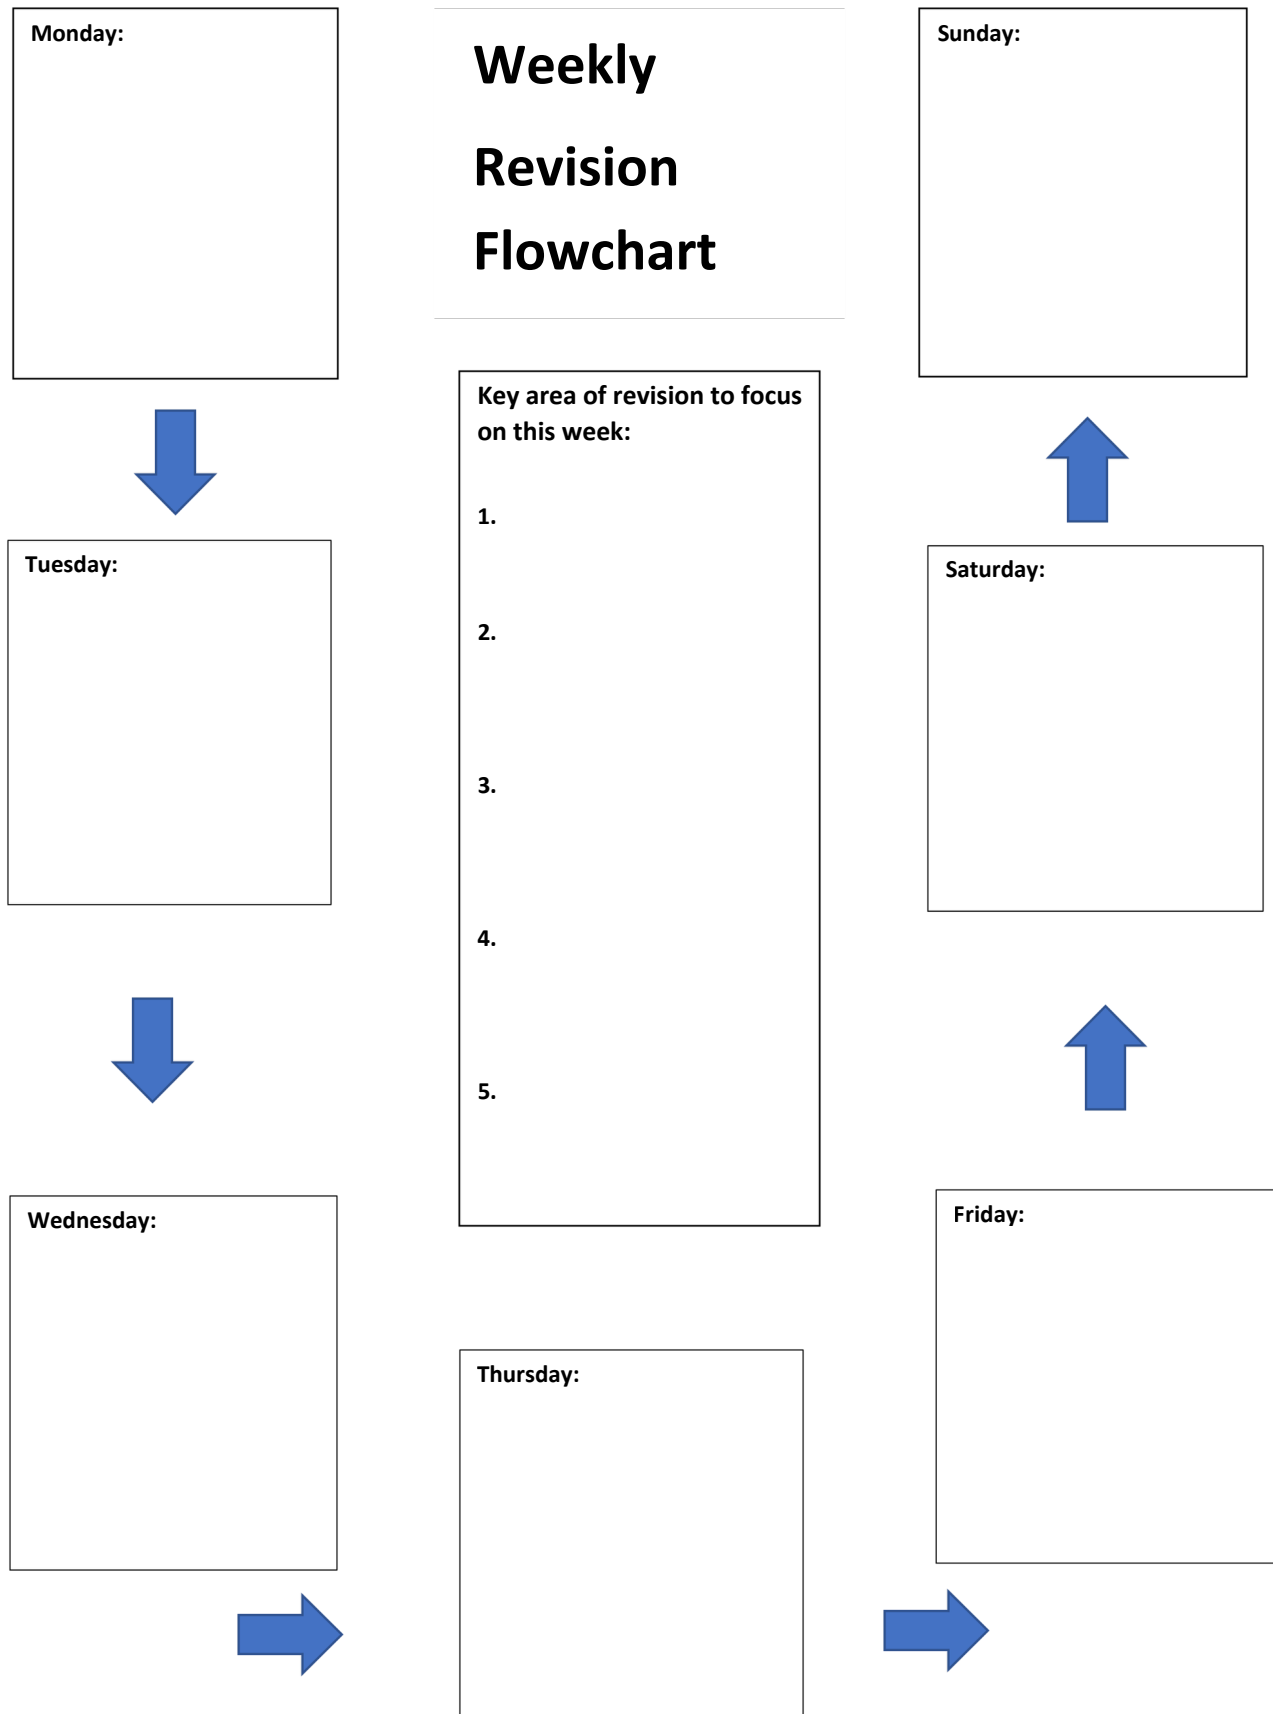 Monday:
Weekly
Revision
Flowchart
Sunday:
Key area of revision to focus
on this week:
1.
2.
3.
4.
5.
Tuesday:
Saturday:
Wednesday:
Thursday:
Friday: